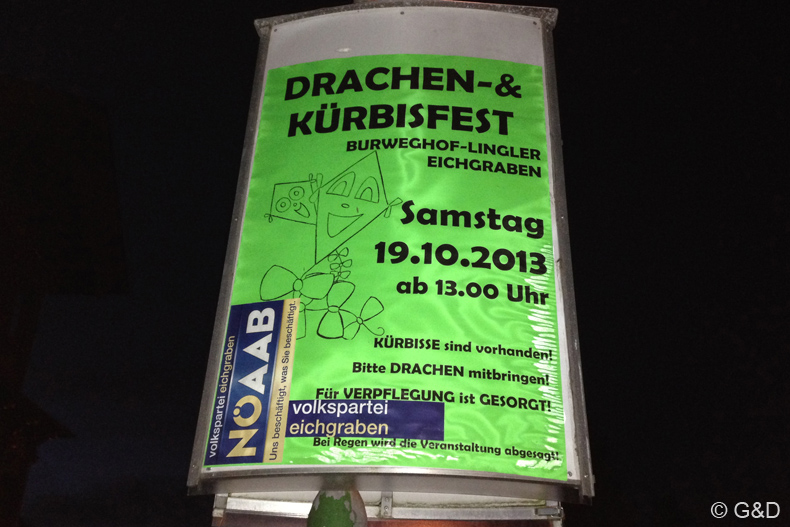 DRACHEN-&
KÜRBISFEST
BURWEGHOF-LINGLER
EICHGRABEN
Samstag
19.10.2013
ab 13.00 Uhr
KÜRBISSE sind vorhanden!
Bitte DRACHEN mitbringen!
Für VERPFLEGUNG ist GESORGT!
volkspartei eichgraben
NÖAAB
Uns beschäftigt, was Sie beschäftigt.
volkspartei
eichgraben
Bei Regen wird die Veranstaltung abgesagt!
© G&D